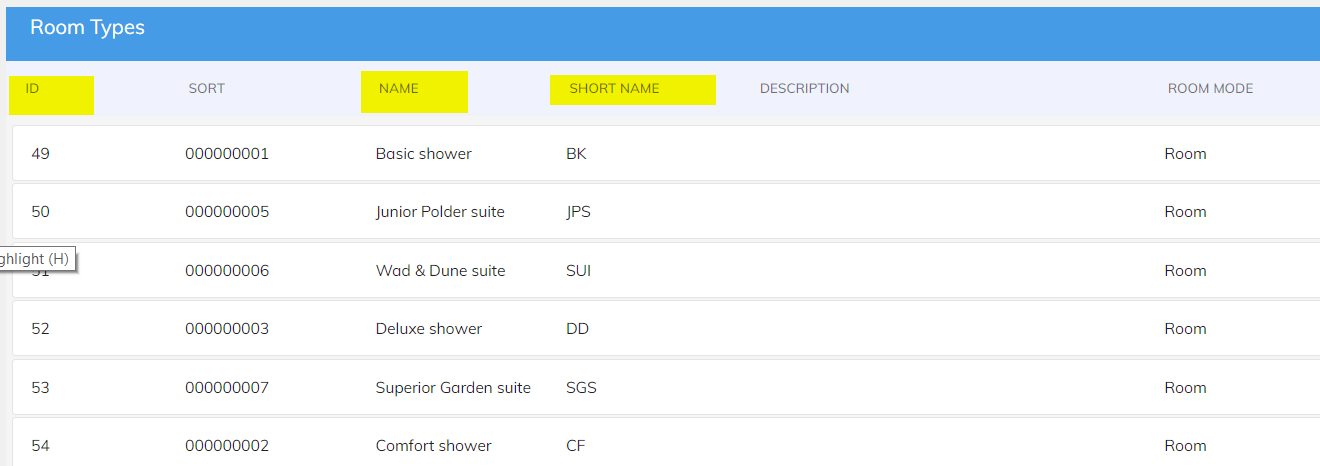 Room Types
ID SORT NAME SHORT NAME DESCRIPTION ROOM MODE
49 000000001 Basic shower BK Room
50 000000005 Junior Polder suite JPS Room
ghlight (H)
51 000000006 Wad & Dune suite SUI Room
52 000000003 Deluxe shower DD Room
53 000000007 Superior Garden suite SGS Room
54 000000002 Comfort shower CF Room